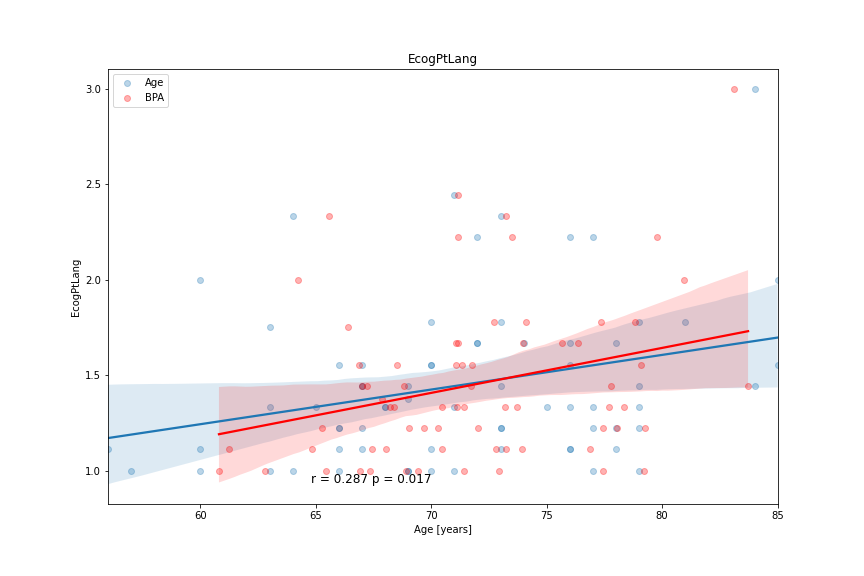 EcogPtLang
Age
BPA
EcogPtLang
3.0
2.5
2.0
1.5
1.0
r = 0.287 p = 0.017
60 65 70 75 80 85
Age [years]